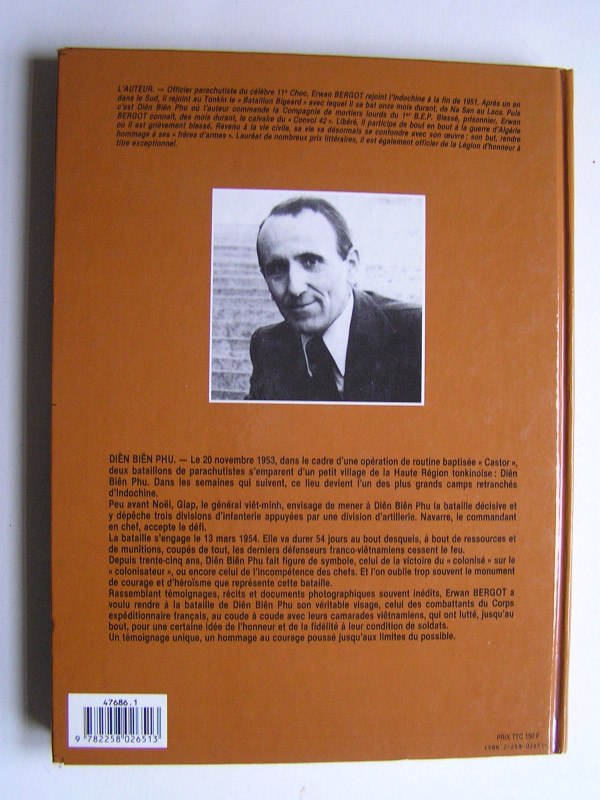 L'AUTEUR. — Officier parachutiste du célèbre 11e Choc, Erwan BERGOT rejoint l'Indochine à la fin de 1951. Après un an
dans le Sud, il rejoint au Tonkin le « Bataillon Bigeard » avec lequel il se bat onze mois durant, de Na San au Laos. Puis
c'est Diên Biên Phu où l'auteur commande la Compagnie de mortiers lourds du 1er B.E.P. Blessé, prisonnier, Erwan
BERGOT connaît, des mois durant, le calvaire du « Convoi 42 ». Libéré, il participe de bout en bout à la guerre d'Algérie
où il est grièvement blessé. Revenu à la vie civile, sa vie va désormais se confondre avec son œuvre : son but, rendre
hommage à ses « frères d'armes ». Lauréat de nombreux prix littéraires, il est également officier de la Légion d'honneur à
titre exceptionnel.
DIÊN BIÊN PHU. — Le 20 novembre 1953, dans le cadre d'une opération de routine baptisée « Castor »,
deux bataillons de parachutistes s'emparent d'un petit village de la Haute Région tonkinoise : Diên
Biên Phu. Dans les semaines qui suivent, ce lieu devient l'un des plus grands camps retranchés
d'Indochine.
Peu avant Noël, Giap, le général viêt-minh, envisage de mener à Diên Biên Phu la bataille décisive et
y dépêche trois divisions d'infanterie appuyées par une division d'artillerie. Navarre, le commandant
en chef, accepte le défi.
La bataille s'engage le 13 mars 1954. Elle va durer 54 jours au bout desquels, à bout de ressources et
de munitions, coupés de tout, les derniers défenseurs franco-viêtnamiens cessent le feu.
Depuis trente-cinq ans, Diên Biên Phu fait figure de symbole, celui de la victoire du « colonisé » sur le
« colonisateur », ou encore celui de l'incompétence des chefs. Et l'on oublie trop souvent le monument
de courage et d'héroïsme que représente cette bataille.
Rassemblant témoignages, récits et documents photographiques souvent inédits, Erwan BERGOT a
voulu rendre à la bataille de Diên Biên Phu son véritable visage, celui des combattants du Corps
expéditionnaire français, au coude à coude avec leurs camarades viêtnamiens, qui ont lutté, jusqu'au
bout, pour une certaine idée de l'honneur et de la fidélité à leur condition de soldats.
Un témoignage unique, un hommage au courage poussé jusqu'aux limites du possible.
47686.1
9 782258 026513
PRIX TTC 190 F
ISBN 2-258-02651-